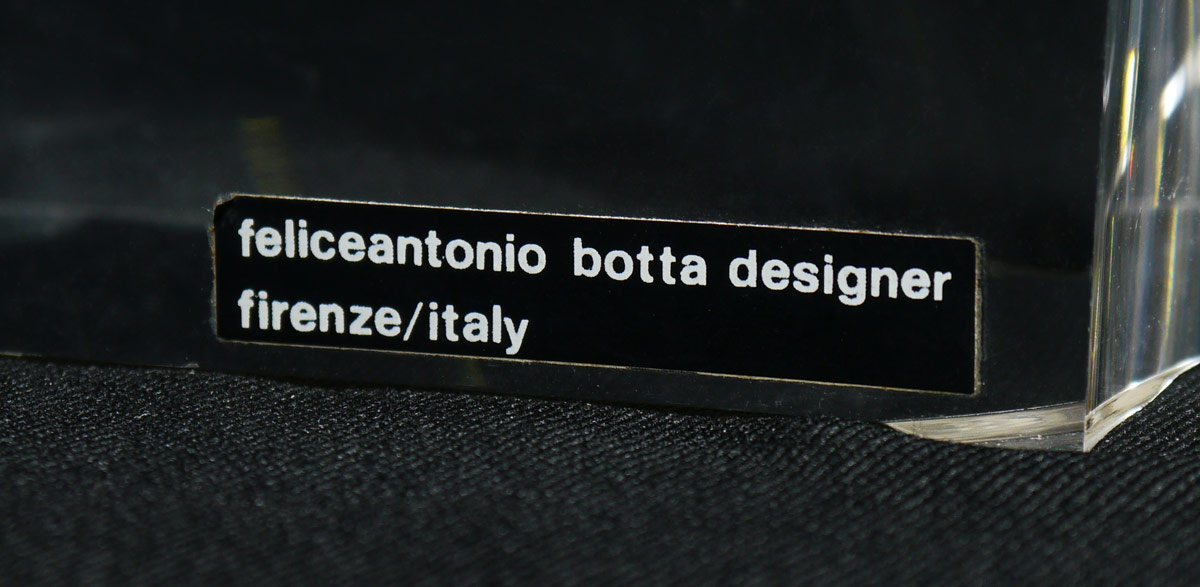 feliceantonio botta designer
firenze/italy